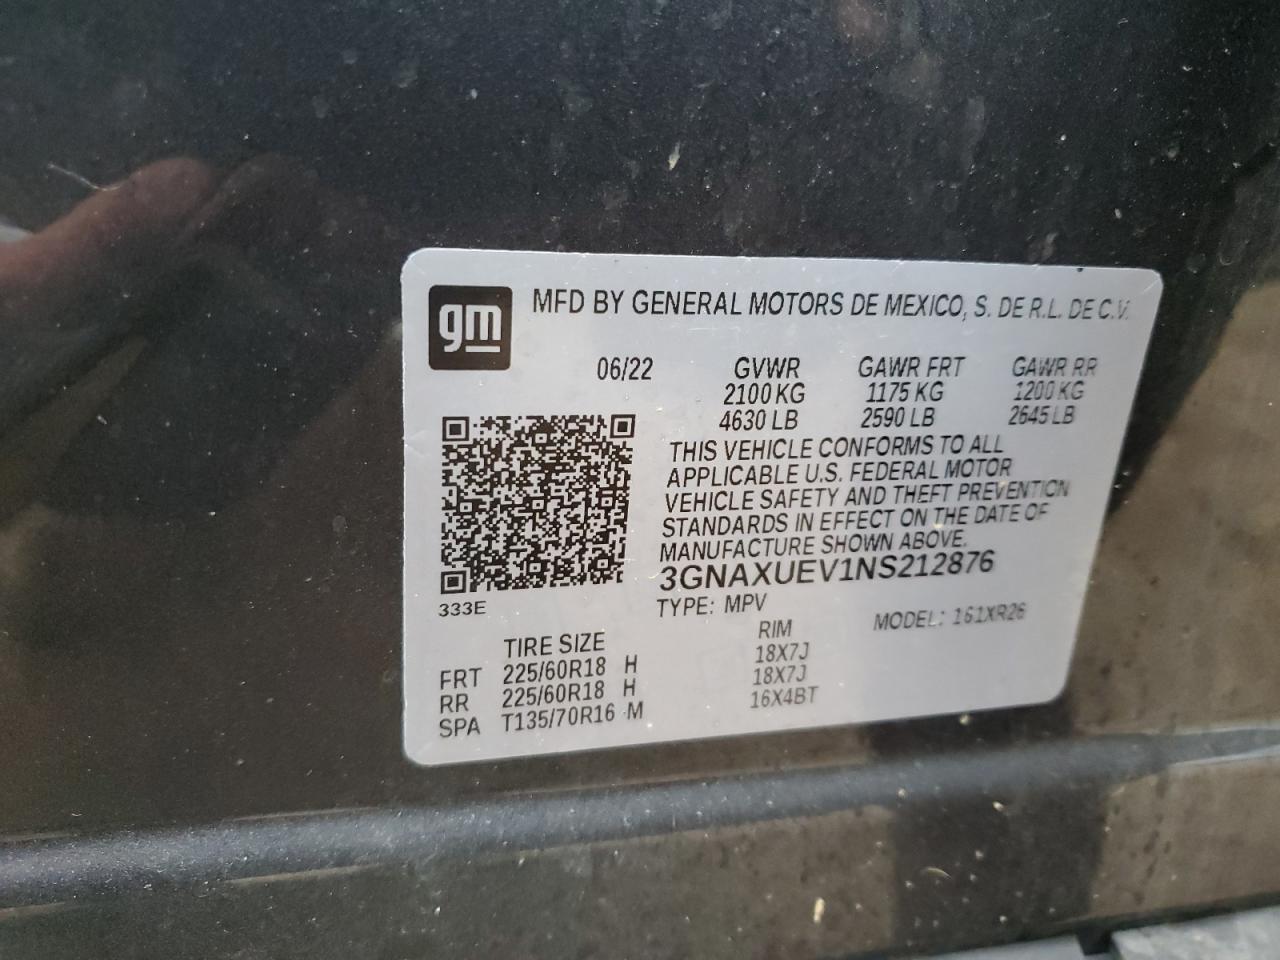 gm
MFD BY GENERAL MOTORS DE MEXICO, S. DE R.L. DE C.V.
06/22 GVWR GAWR FRT GAWR RR
2100 KG 1175 KG 1200 KG
4630 LB 2590 LB 2645 LB
THIS VEHICLE CONFORMS TO ALL
APPLICABLE U.S. FEDERAL MOTOR
VEHICLE SAFETY AND THEFT PREVENTION
STANDARDS IN EFFECT ON THE DATE OF
MANUFACTURE SHOWN ABOVE.
3GNAXUEV1NS212876
333E
TYPE: MPV MODEL: 161XR26
TIRE SIZE RIM
FRT 225/60R18 H 18X7J
RR 225/60R18 H 18X7J
SPA T135/70R16 M 16X4BT